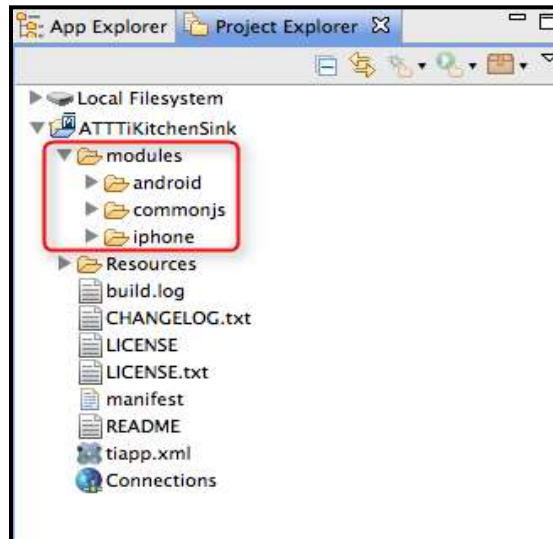 App Explorer Project Explorer
Local Filesystem
ATTTiKitchenSink
modules
android
commonjs
iphone
Resources
build.log
CHANGELOG.txt
LICENSE
LICENSE.txt
manifest
README
tiapp.xml
Connections